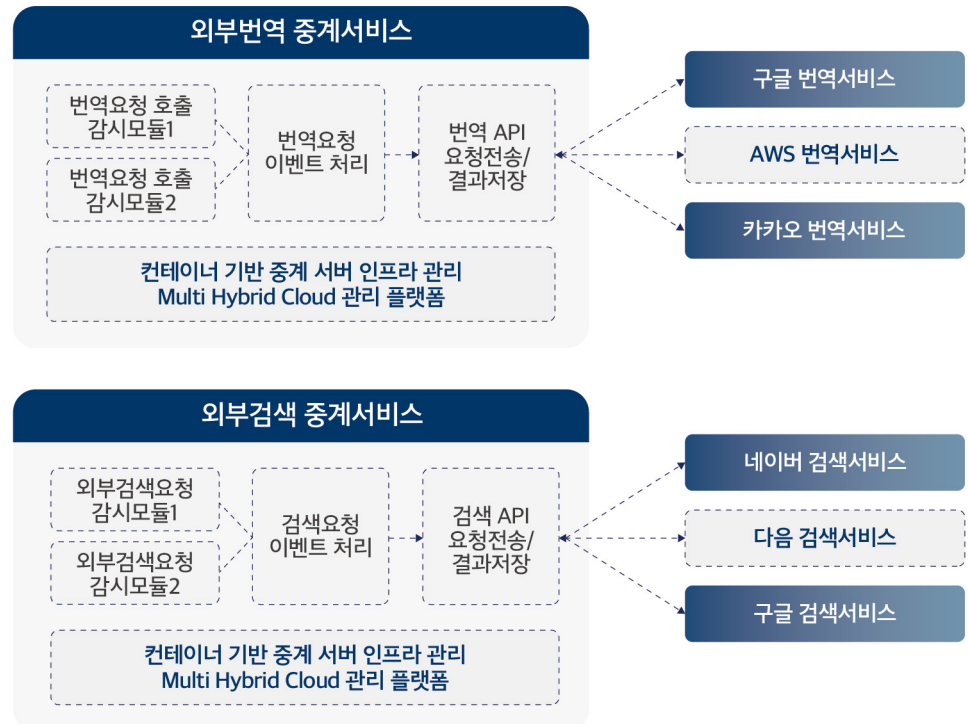 외부번역 중계서비스
번역요청 호출
감시모듈1
번역요청 호출
감시모듈2
번역요청
이벤트 처리
번역 API
요청전송/
결과저장
컨테이너 기반 중계 서버 인프라 관리
Multi Hybrid Cloud 관리 플랫폼
구글 번역서비스
AWS 번역서비스
카카오 번역서비스
외부검색 중계서비스
외부검색요청
감시모듈1
외부검색요청
감시모듈2
검색요청
이벤트 처리
검색 API
요청전송/
결과저장
컨테이너 기반 중계 서버 인프라 관리
Multi Hybrid Cloud 관리 플랫폼
네이버 검색서비스
다음 검색서비스
구글 검색서비스